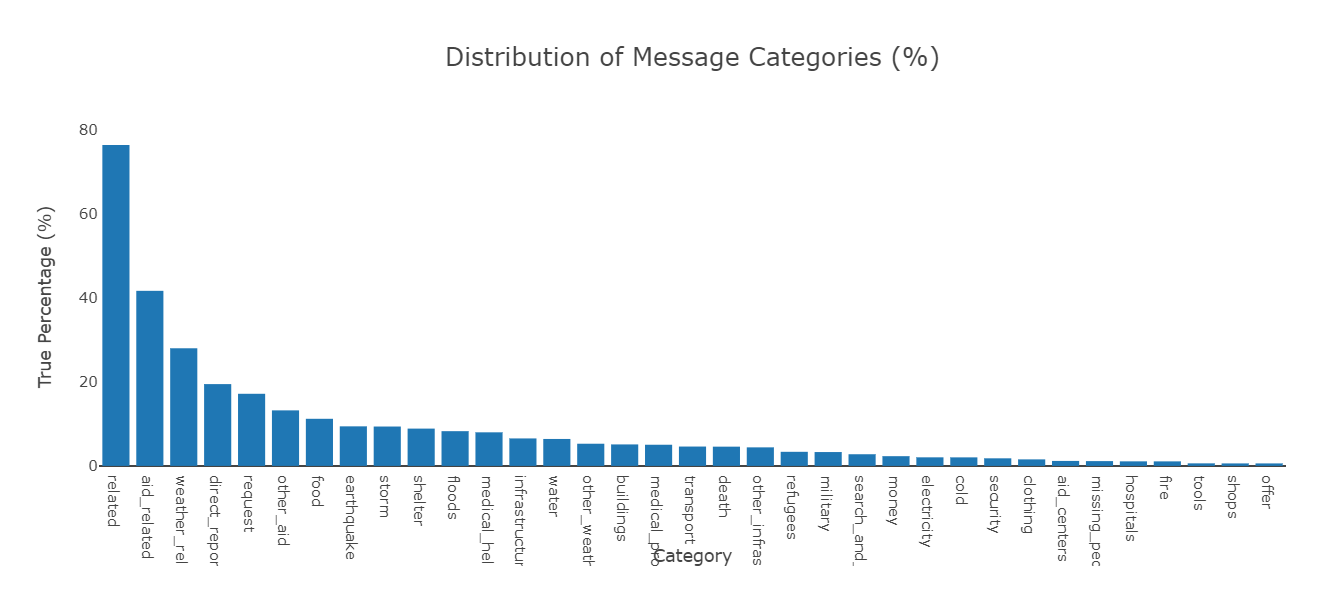 Distribution of Message Categories (%)
True Percentage (%)
80
60
40
20
0
related
aid_related
weather_rel
direct_repor
request
other_aid
food
earthquake
storm
shelter
floods
medical_hel
infrastructur
water
other_weath
buildings
medical_pro
transport
death
other_infras
refugees
military
search_and_
money
electricity
cold
security
clothing
aid_centers
missing_peo
hospitals
fire
tools
shops
offer
Category